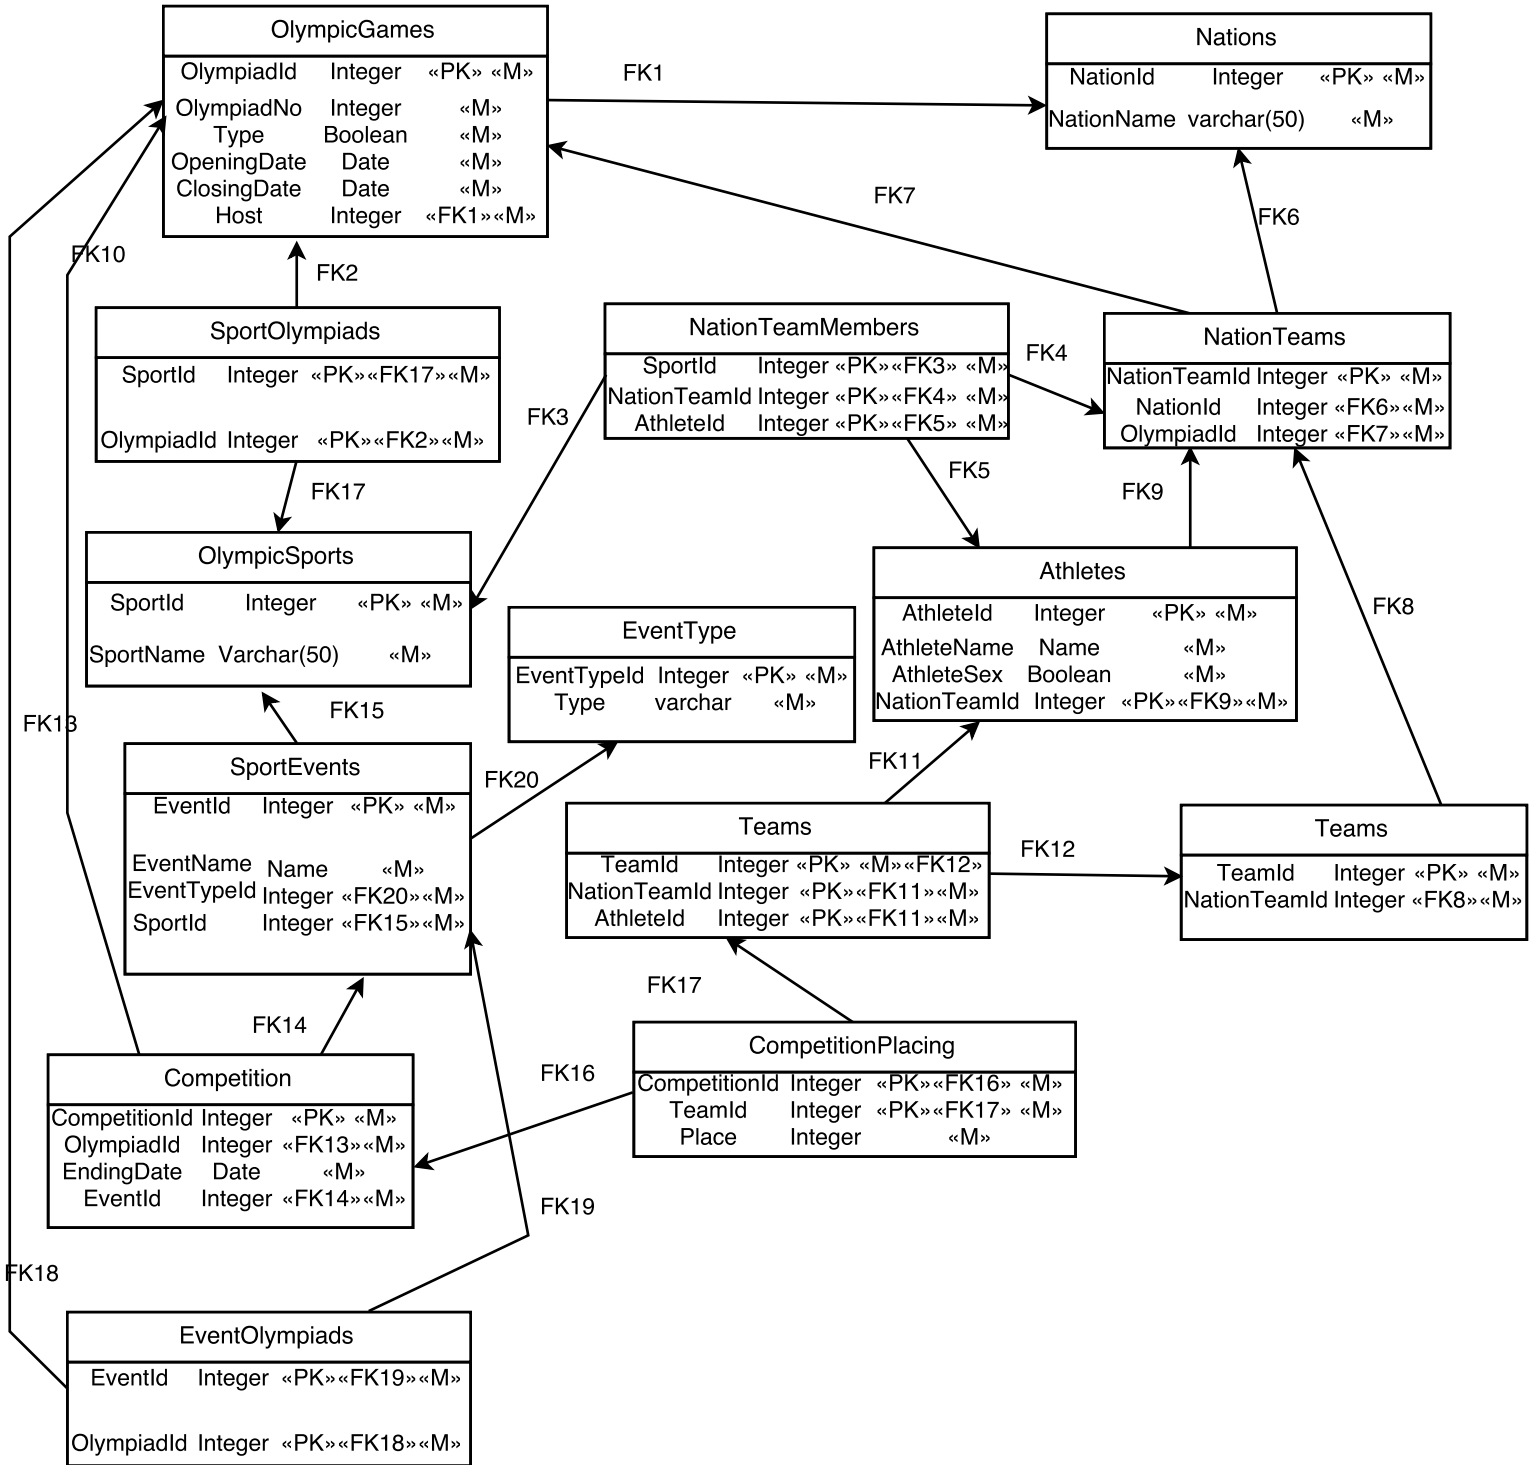 OlympicGames
OlympiadId Integer «PK» «M»
OlympiadNo Integer «M»
Type Boolean «M»
OpeningDate Date «M»
ClosingDate Date «M»
Host Integer «FK1»«M»
FK1
Nations
NationId Integer «PK» «M»
NationName varchar(50) «M»
FK7
FK6
FK10
FK2
SportOlympiads
SportId Integer «PK»«FK17»«M»
OlympiadId Integer «PK»«FK2»«M»
NationTeamMembers
SportId Integer «PK»«FK3» «M»
NationTeamId Integer «PK»«FK4» «M»
AthleteId Integer «PK»«FK5» «M»
FK4
NationTeams
NationTeamId Integer «PK» «M»
NationId Integer «FK6»«M»
OlympiadId Integer «FK7»«M»
FK3
FK5
FK17
FK9
OlympicSports
SportId Integer «PK» «M»
SportName Varchar(50) «M»
Athletes
AthleteId Integer «PK» «M»
AthleteName Name «M»
AthleteSex Boolean «M»
NationTeamId Integer «PK»«FK9»«M»
FK8
EventType
EventTypeId Integer «PK» «M»
Type varchar «M»
FK13
FK15
SportEvents
EventId Integer «PK» «M»
EventName Name «M»
EventTypeId Integer «FK20»«M»
SportId Integer «FK15»«M»
FK20
FK11
Teams
TeamId Integer «PK» «M»«FK12»
NationTeamId Integer «PK»«FK11»«M»
AthleteId Integer «PK»«FK11»«M»
FK12
Teams
TeamId Integer «PK» «M»
NationTeamId Integer «FK8»«M»
FK17
FK14
Competition
CompetitionId Integer «PK» «M»
OlympiadId Integer «FK13»«M»
EndingDate Date «M»
EventId Integer «FK14»«M»
FK16
CompetitionPlacing
CompetitionId Integer «PK»«FK16» «M»
TeamId Integer «PK»«FK17» «M»
Place Integer «M»
FK19
FK18
EventOlympiads
EventId Integer «PK»«FK19»«M»
OlympiadId Integer «PK»«FK18»«M»